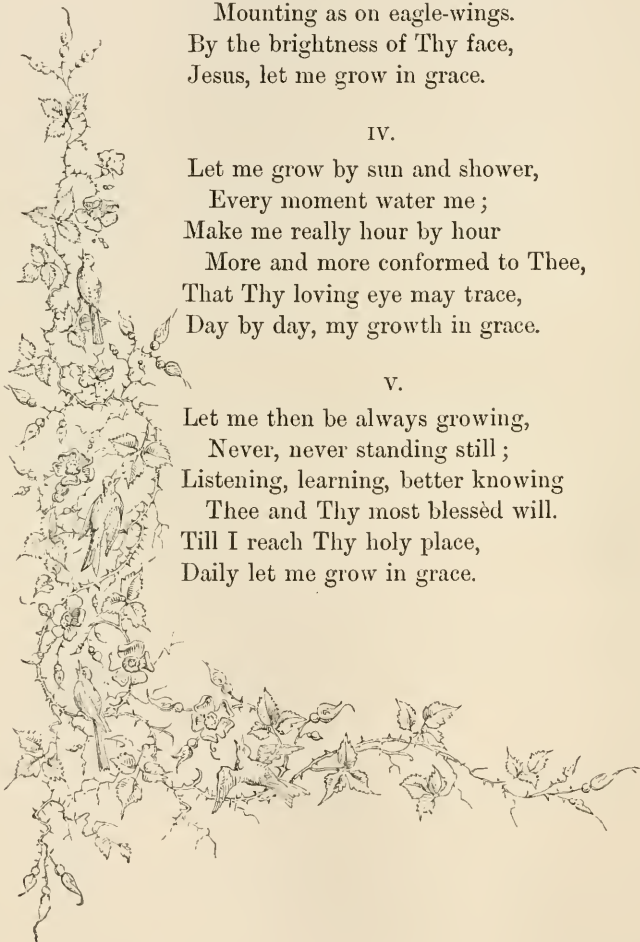 Mounting as on eagle-wings.
By the brightness of Thy face,
Jesus, let me grow in grace.
IV.
Let me grow by sun and shower,
Every moment water me ;
Make me really hour by hour
More and more conformed to Thee,
That Thy loving eye may trace,
Day by day, my growth in grace.
V.
Let me then be always growing,
Never, never standing still ;
Listening, learning, better knowing
Thee and Thy most blessèd will.
Till I reach Thy holy place,
Daily let me grow in grace.